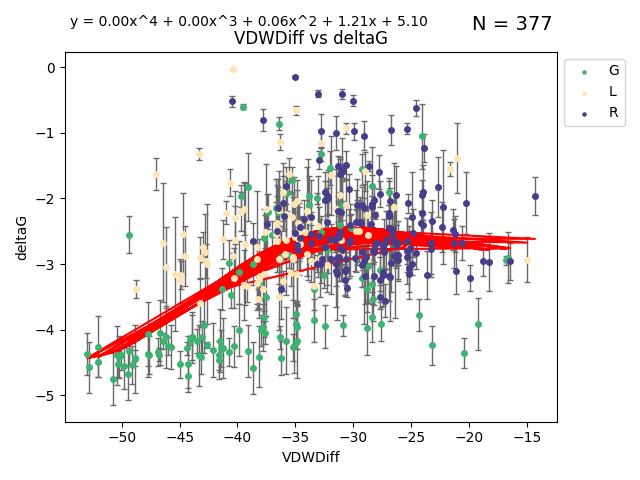 y = 0.00x^4 + 0.00x^3 + 0.06x^2 + 1.21x + 5.10
N = 377
VDWDiff vs deltaG
G
L
R
deltaG
0
−1
−2
−3
−4
−5
−50
−45
−40
−35
−30
−25
−20
−15
VDWDiff